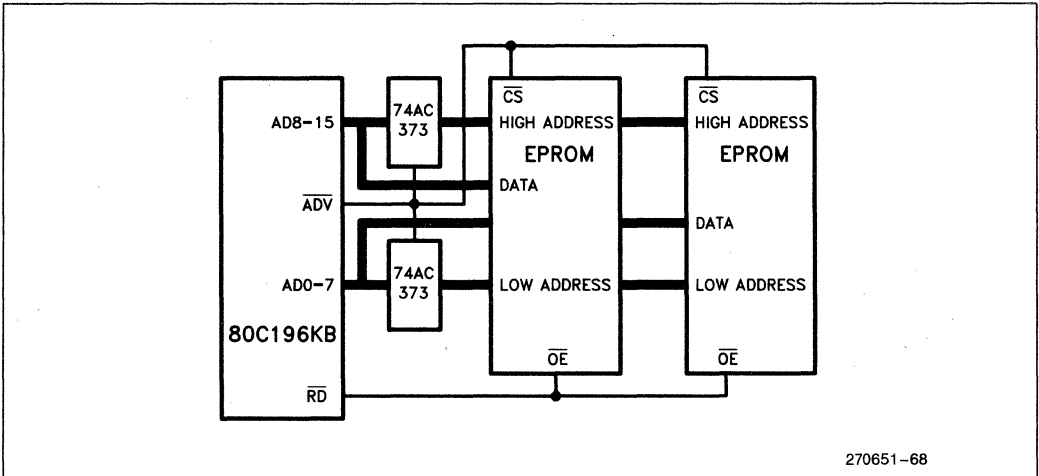 CS
CS
74AC
373
AD8-15
HIGH ADDRESS
HIGH ADDRESS
EPROM
EPROM
DATA
ADV
DATA
74AC
373
AD0-7
LOW ADDRESS
LOW ADDRESS
80C196KB
OE
OE
RD
270651-68